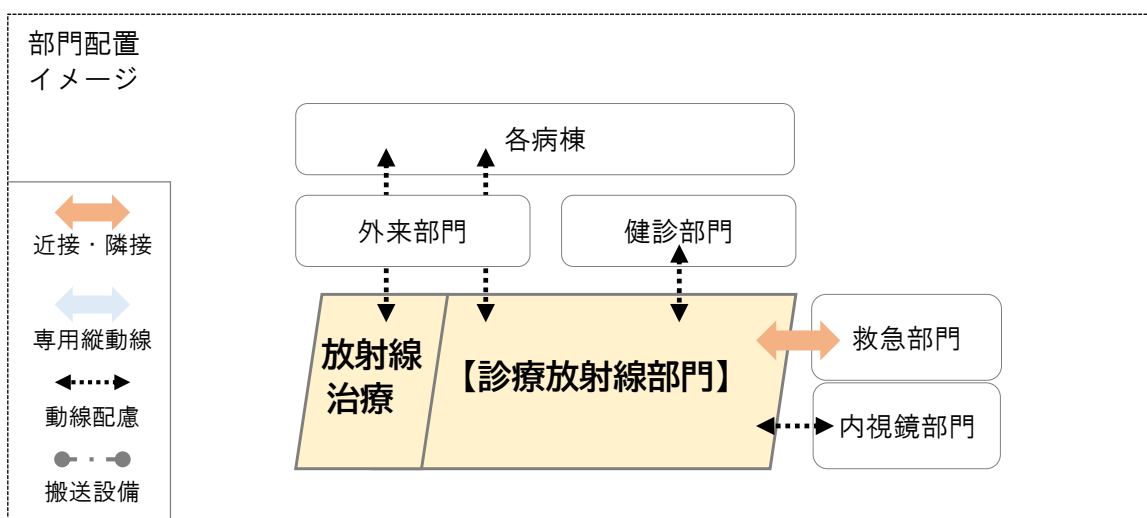 部門配置
イメージ
各病棟
外来部門
健診部門
近接・隣接
専用縦動線
動線配慮
搬送設備
放射線
治療
【診療放射線部門】
救急部門
内視鏡部門